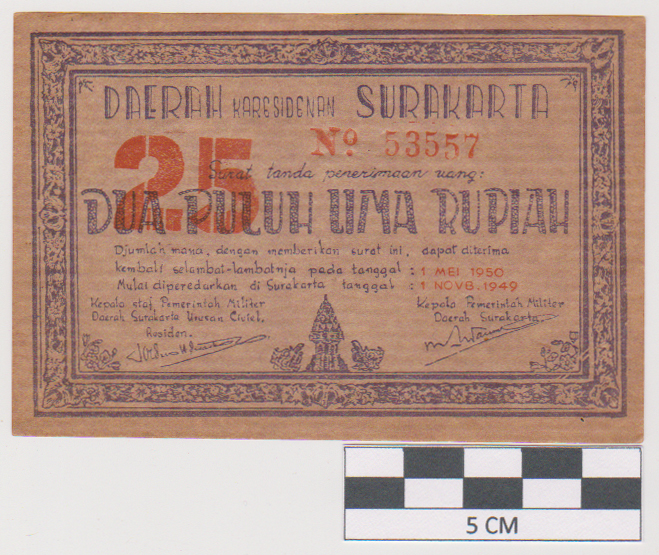 DAERAH KARESIDENAN SURAKARTA
No 53557
25
Surat tanda penerimaan uang:
DUA PULUH LIMA RUPIAH
Djumlah mana, dengan memberikan surat ini, dapat diterima
kembali selambat-lambatnja pada tanggal : 1 MEI 1950
Mulai diperedarkan di Surakarta tanggal : 1 NOVB. 1949
Kepala staf Pemerintah Militer
Daerah Surakarta Urusan Civiel,
Residen.
Kepala Pemerintah Militer
Daerah Surakarta.
5 CM